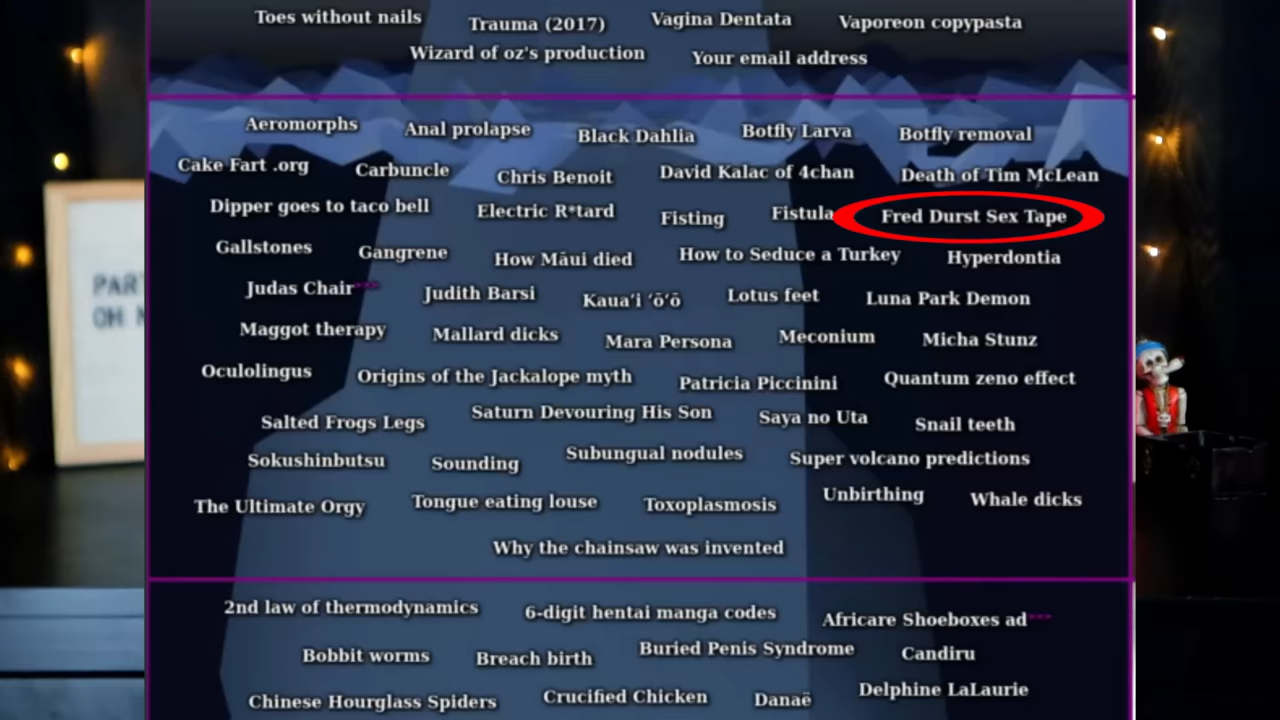 Toes without nails Trauma (2017) Vagina Dentata Vaporeon copypasta
Wizard of oz's production Your email address
Aeromorphs Anal prolapse Black Dahlia Botfly Larva Botfly removal
Cake Fart .org Carbuncle Chris Benoit David Kalac of 4chan Death of Tim McLean
Dipper goes to taco bell Electric R*tard Fisting Fistula Fred Durst Sex Tape
Gallstones Gangrene How Māui died How to Seduce a Turkey Hyperdontia
Judas Chair*** Judith Barsi Kauaʻi ʻōʻō Lotus feet Luna Park Demon
Maggot therapy Mallard dicks Mara Persona Meconium Micha Stunz
Oculolingus Origins of the Jackalope myth Patricia Piccinini Quantum zeno effect
Salted Frogs Legs Saturn Devouring His Son Saya no Uta Snail teeth
Sokushinbutsu Sounding Subungual nodules Super volcano predictions
The Ultimate Orgy Tongue eating louse Toxoplasmosis Unbirthing Whale dicks
Why the chainsaw was invented
2nd law of thermodynamics 6-digit hentai manga codes Africare Shoeboxes ad***
Bobbit worms Breach birth Buried Penis Syndrome Candiru
Chinese Hourglass Spiders Crucified Chicken Danaë Delphine LaLaurie
PAR
OH